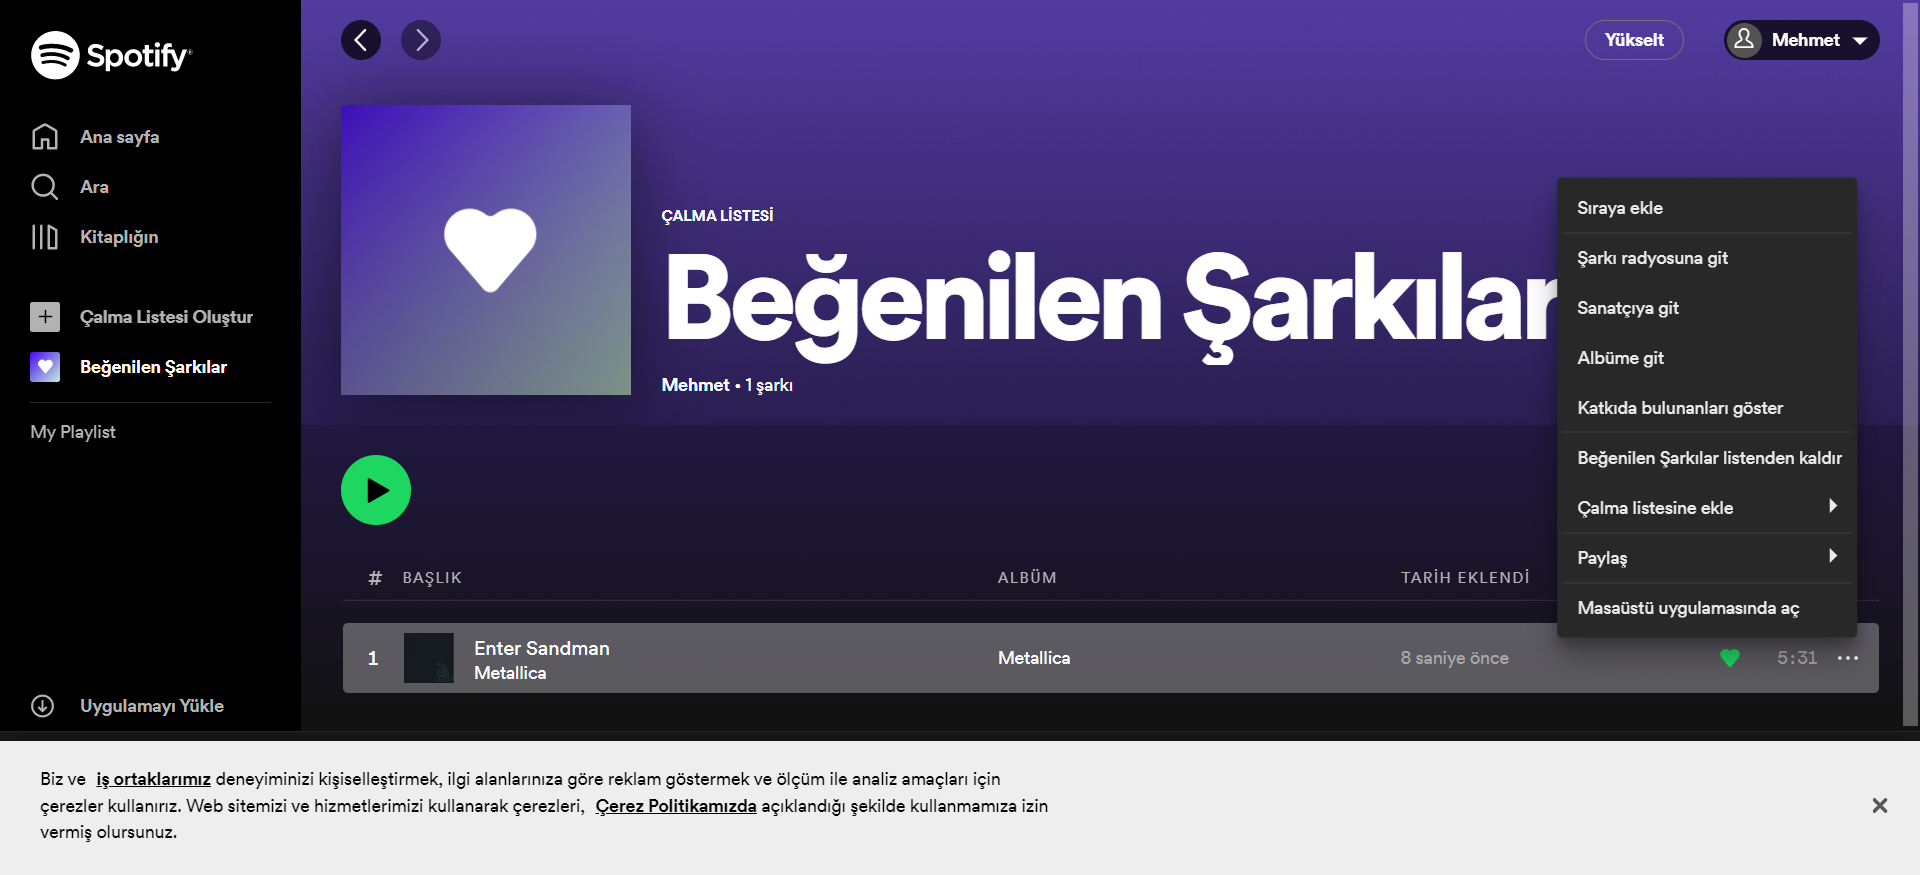 Spotify
Ana sayfa
Ara
Kitaplığın
Çalma Listesi Oluştur
Beğenilen Şarkılar
My Playlist
Uygulamayı Yükle
Yükselt
Mehmet
ÇALMA LİSTESİ
Beğenilen Şarkılar
Mehmet • 1 şarkı
# BAŞLIK ALBÜM TARİH EKLENDİ
1 Enter Sandman
Metallica
Metallica
8 saniye önce
5:31
Sıraya ekle
Şarkı radyosuna git
Sanatçıya git
Albüme git
Katkıda bulunanları göster
Beğenilen Şarkılar listenden kaldır
Çalma listesine ekle
Paylaş
Masaüstü uygulamasında aç
Biz ve iş ortaklarımız deneyiminizi kişiselleştirmek, ilgi alanlarınıza göre reklam göstermek ve ölçüm ile analiz amaçları için
çerezler kullanırız. Web sitemizi ve hizmetlerimizi kullanarak çerezleri, Çerez Politikamızda açıklandığı şekilde kullanmamıza izin
vermiş olursunuz.